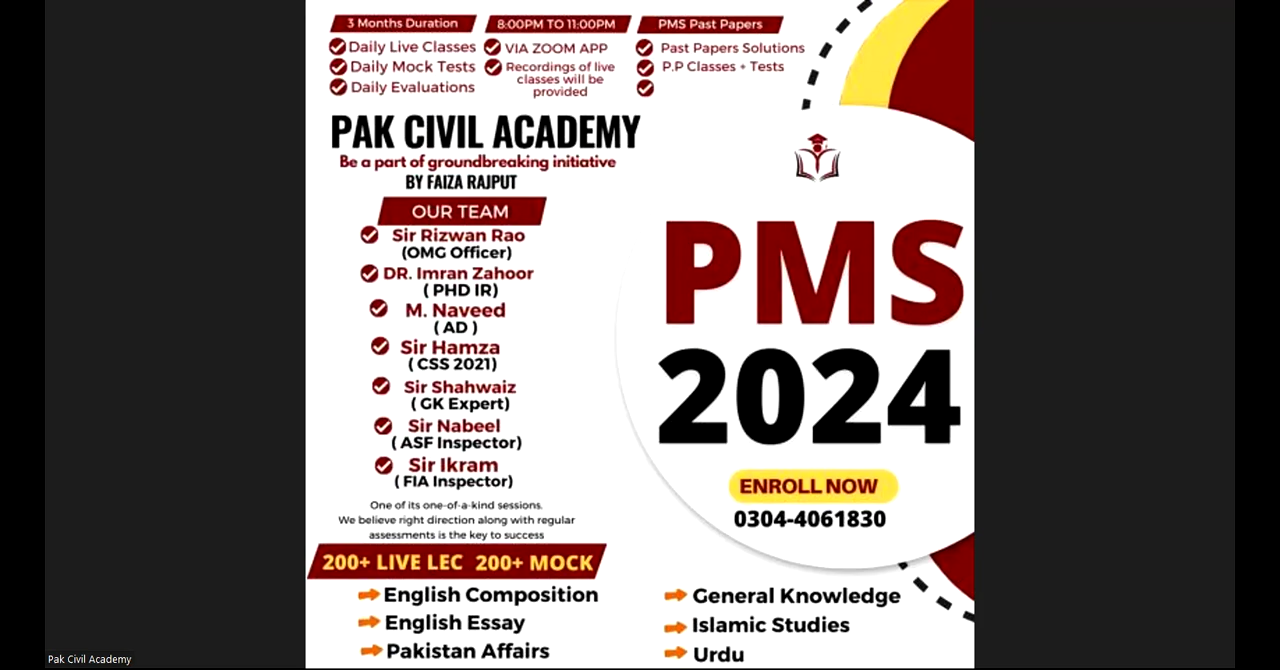 3 Months Duration
Daily Live Classes
Daily Mock Tests
Daily Evaluations
8:00PM TO 11:00PM
VIA ZOOM APP
Recordings of live
classes will be
provided
PMS Past Papers
Past Papers Solutions
P.P Classes + Tests
PAK CIVIL ACADEMY
Be a part of groundbreaking initiative
BY FAIZA RAJPUT
OUR TEAM
Sir Rizwan Rao
(OMG Officer)
DR. Imran Zahoor
( PHD IR)
M. Naveed
( AD )
Sir Hamza
( CSS 2021)
Sir Shahwaiz
( GK Expert)
Sir Nabeel
( ASF Inspector)
Sir Ikram
( FIA Inspector)
One of its one-of-a-kind sessions.
We believe right direction along with regular
assessments is the key to success
PMS
2024
ENROLL NOW
0304-4061830
200+ LIVE LEC 200+ MOCK
English Composition
English Essay
Pakistan Affairs
General Knowledge
Islamic Studies
Urdu
Pak Civil Academy